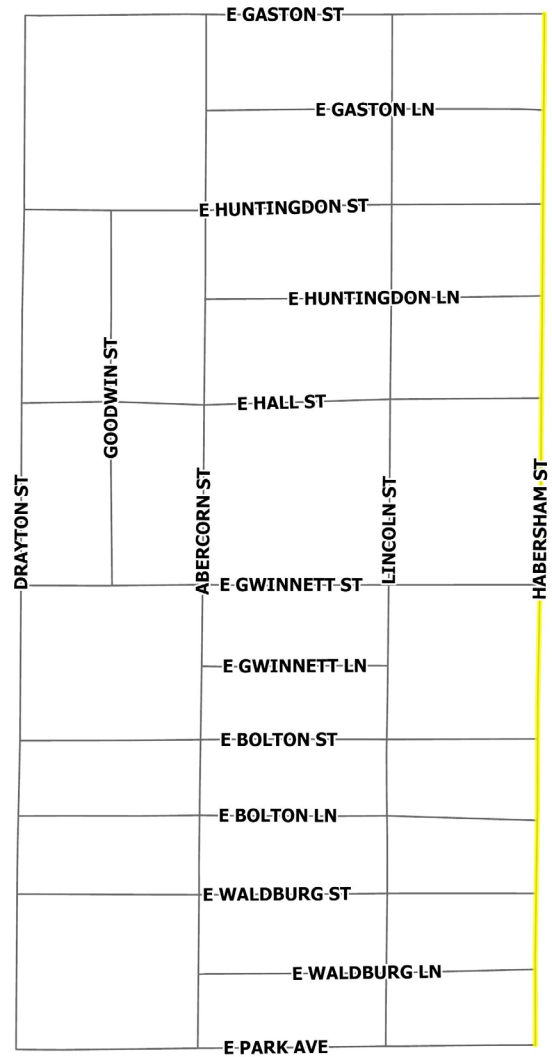 E GASTON ST
E GASTON LN
E HUNTINGDON ST
E HUNTINGDON LN
GOODWIN ST
E HALL ST
DRAYTON ST
ABERCORN ST
LINCOLN ST
HABERSHAM ST
E GWINNETT ST
E GWINNETT LN
E BOLTON ST
E BOLTON LN
E WALDBURG ST
E WALDBURG LN
E PARK AVE